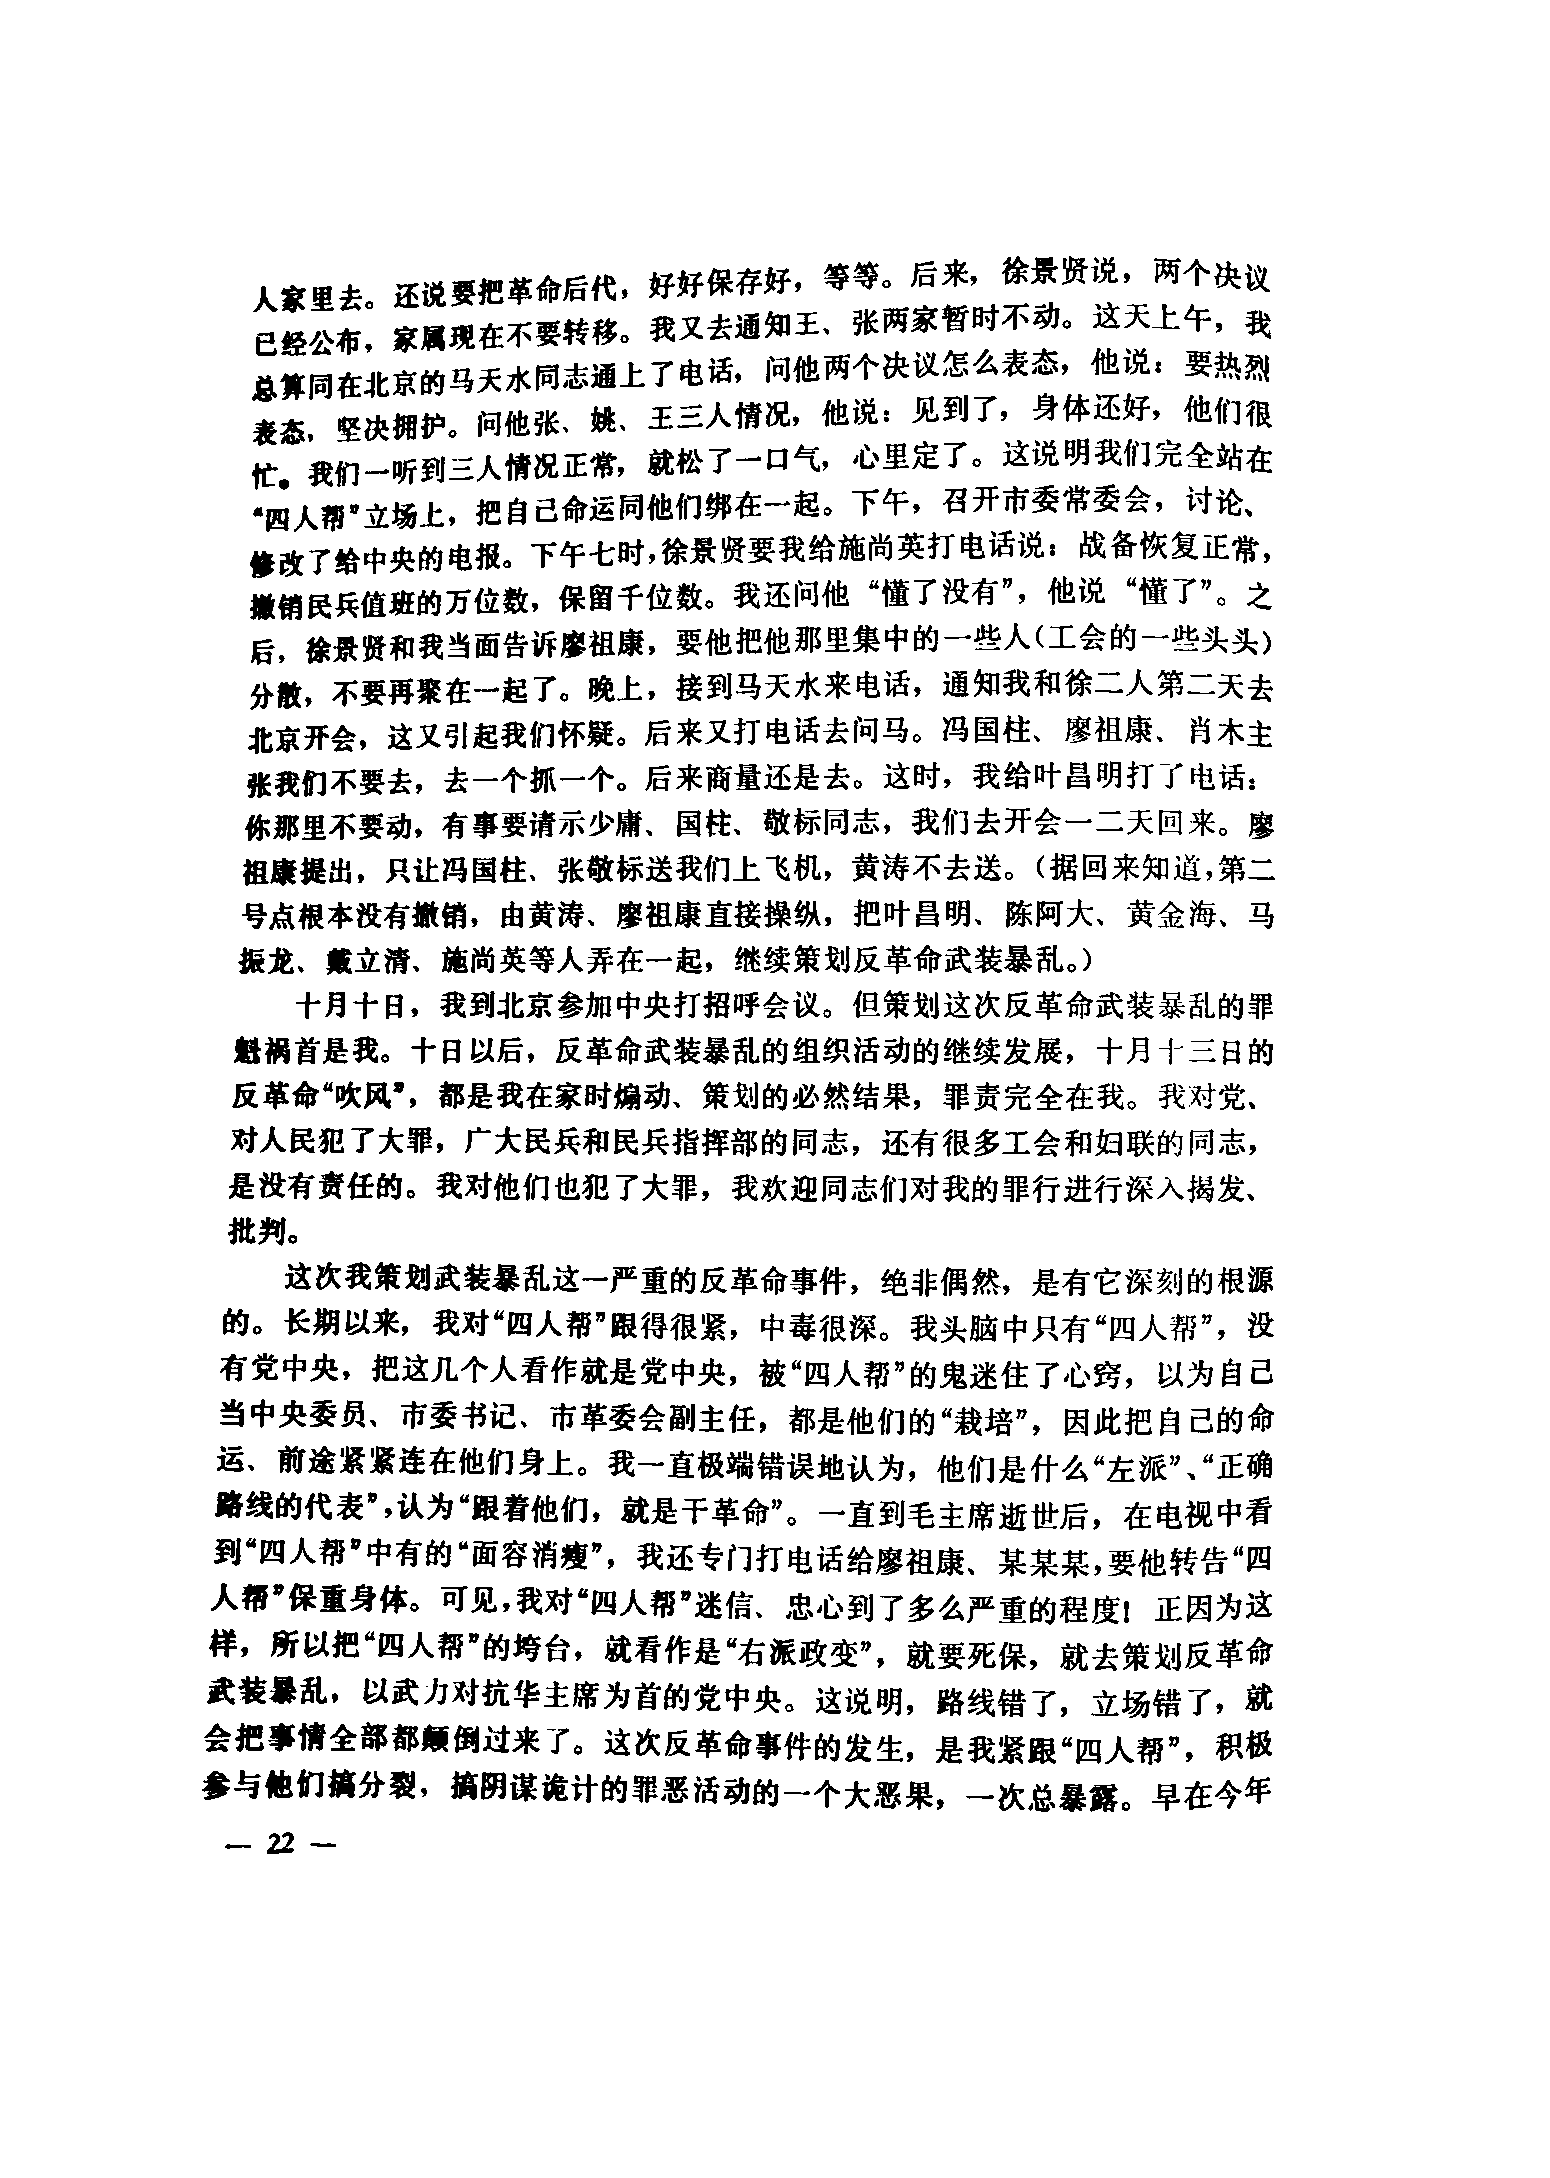 人家里去。还说要把革命后代，好好保存好，等等。后来，徐景贤说，两个决议
已经公布，家属现在不要转移。我又去通知王、张两家暂时不动。这天上午，我
总算同在北京的马天水同志通上了电话，问他两个决议怎么表态，他说：要热烈
表态，坚决拥护。问他张、姚、王三人情况，他说：见到了，身体还好，他们很
忙。我们一听到三人情况正常，就松了一口气，心里定了。这说明我们完全站在
“四人帮”立场上，把自己命运同他们绑在一起。下午，召开市委常委会，讨论、
修改了给中央的电报。下午七时，徐景贤要我给施尚英打电话说：战备恢复正常，
撤销民兵值班的万位数，保留千位数。我还问他“懂了没有”，他说“懂了”。之
后，徐景贤和我当面告诉廖祖康，要他把他那里集中的一些人（工会的一些头头）
分散，不要再聚在一起了。晚上，接到马天水来电话，通知我和徐二人第二天去
北京开会，这又引起我们怀疑。后来又打电话去问马。冯国柱、廖祖康、肖木主
张我们不要去，去一个抓一个。后来商量还是去。这时，我给叶昌明打了电话：
你那里不要动，有事要请示少庸、国柱、敬标同志，我们去开会一二天回来。廖
祖康提出，只让冯国柱、张敬标送我们上飞机，黄涛不去送。（据回来知道，第二
号点根本没有撤销，由黄涛、廖祖康直接操纵，把叶昌明、陈阿大、黄金海、马
振龙、戴立清、施尚英等人弄在一起，继续策划反革命武装暴乱。）
十月十日，我到北京参加中央打招呼会议。但策划这次反革命武装暴乱的罪
魁祸首是我。十日以后，反革命武装暴乱的组织活动的继续发展，十月十三日的
反革命“吹风”，都是我在家时煽动、策划的必然结果，罪责完全在我。我对党、
对人民犯了大罪，广大民兵和民兵指挥部的同志，还有很多工会和妇联的同志，
是没有责任的。我对他们也犯了大罪，我欢迎同志们对我的罪行进行深入揭发、
批判。
这次我策划武装暴乱这一严重的反革命事件，绝非偶然，是有它深刻的根源
的。长期以来，我对“四人帮”跟得很紧，中毒很深。我头脑中只有“四人帮”，没
有党中央，把这几个人看作就是党中央，被“四人帮”的鬼迷住了心窍，以为自己
当中央委员、市委书记、市革委会副主任，都是他们的“栽培”，因此把自己的命
运、前途紧紧连在他们身上。我一直极端错误地认为，他们是什么“左派”、“正确
路线的代表”，认为“跟着他们，就是干革命”。一直到毛主席逝世后，在电视中看
到“四人帮”中有的“面容消瘦”，我还专门打电话给廖祖康、某某某，要他转告“四
人帮”保重身体。可见，我对“四人帮”迷信、忠心到了多么严重的程度！正因为这
样，所以把“四人帮”的垮台，就看作是“右派政变”，就要死保，就去策划反革命
武装暴乱，以武力对抗华主席为首的党中央。这说明，路线错了，立场错了，就
会把事情全部都颠倒过来了。这次反革命事件的发生，是我紧跟“四人帮”，积极
参与他们搞分裂，搞阴谋诡计的罪恶活动的一个大恶果，一次总暴露。早在今年
— 22 —